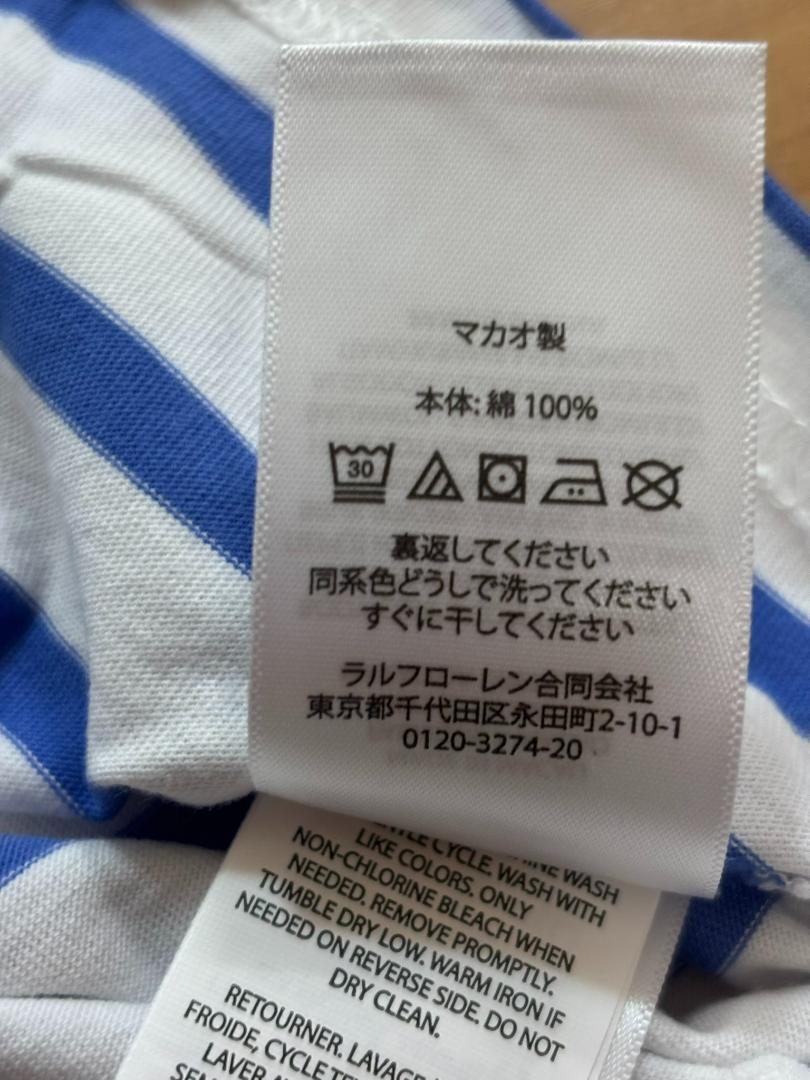 マカオ製
本体: 綿 100%
30
裏返してください
同系色どうしで洗ってください
すぐに干してください
ラルフローレン合同会社
東京都千代田区永田町2-10-1
0120-3274-20
CYCLE. WASH WITH WASH
LIKE COLORS. ONLY
NON-CHLORINE BLEACH WHEN
NEEDED. REMOVE PROMPTLY.
TUMBLE DRY LOW. WARM IRON IF
NEEDED ON REVERSE SIDE. DO NOT
DRY CLEAN.
RETOURNER. LAVAGE
FROIDE, CYCLE
LAVER